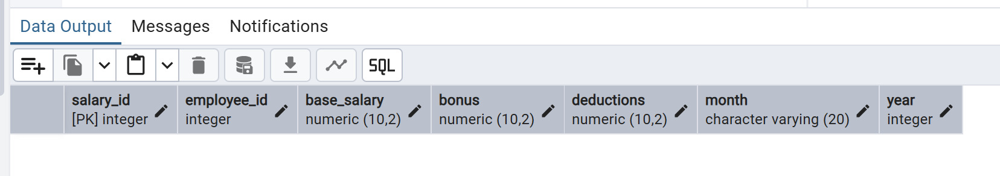 Data Output Messages Notifications
SQL
salary_id employee_id base_salary bonus deductions month year
[PK] integer integer numeric (10,2) numeric (10,2) numeric (10,2) character varying (20) integer